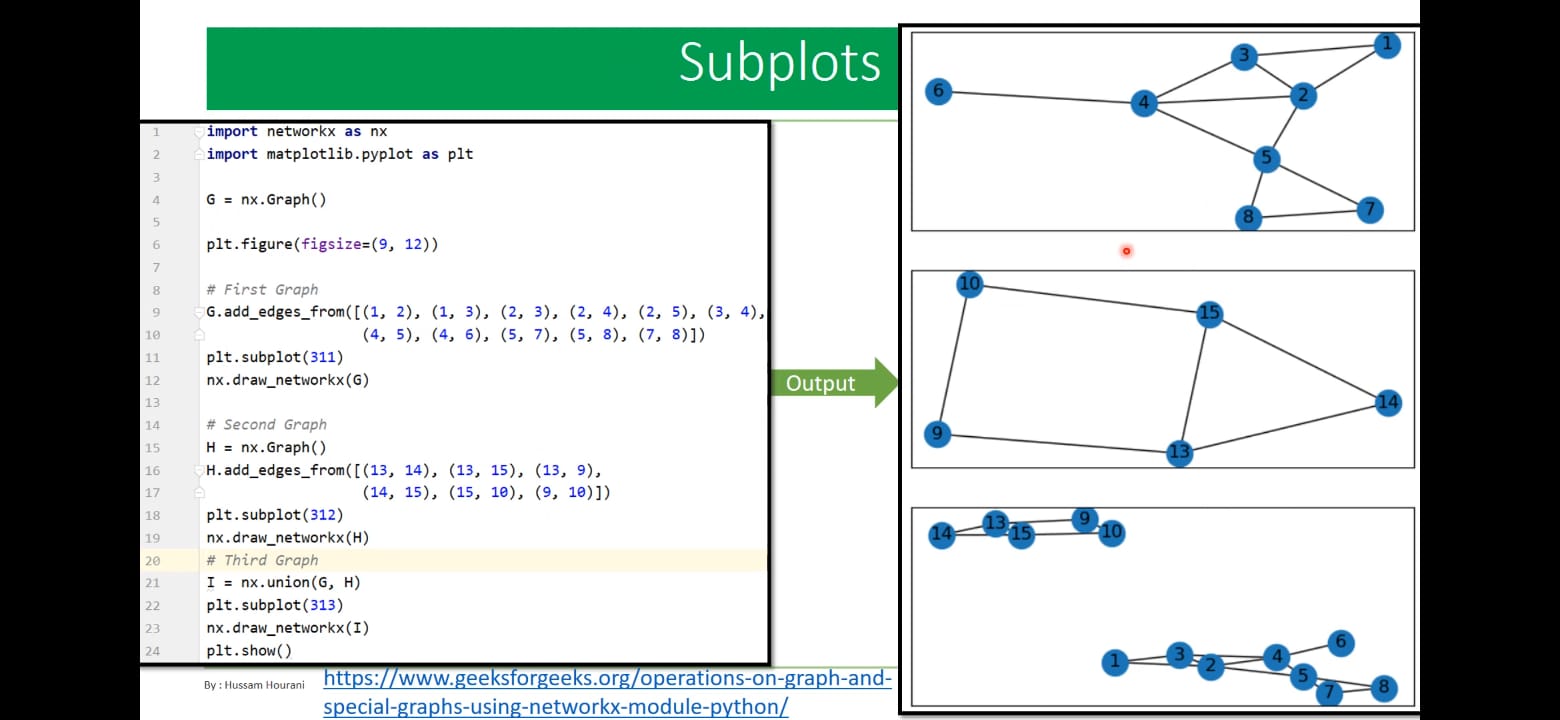 Subplots
1 import networkx as nx
2 import matplotlib.pyplot as plt
3
4 G = nx.Graph()
5
6 plt.figure(figsize=(9, 12))
7
8 # First Graph
9 G.add_edges_from([(1, 2), (1, 3), (2, 3), (2, 4), (2, 5), (3, 4),
10 (4, 5), (4, 6), (5, 7), (5, 8), (7, 8)])
11 plt.subplot(311)
12 nx.draw_networkx(G)
13
14 # Second Graph
15 H = nx.Graph()
16 H.add_edges_from([(13, 14), (13, 15), (13, 9),
17 (14, 15), (15, 10), (9, 10)])
18 plt.subplot(312)
19 nx.draw_networkx(H)
20 # Third Graph
21 I = nx.union(G, H)
22 plt.subplot(313)
23 nx.draw_networkx(I)
24 plt.show()
Output
1
3
6
2
4
5
7
8
10
15
14
9
13
9
13
10
14
15
6
3
4
1
2
5
8
7
By : Hussam Hourani
https://www.geeksforgeeks.org/operations-on-graph-and-
special-graphs-using-networkx-module-python/